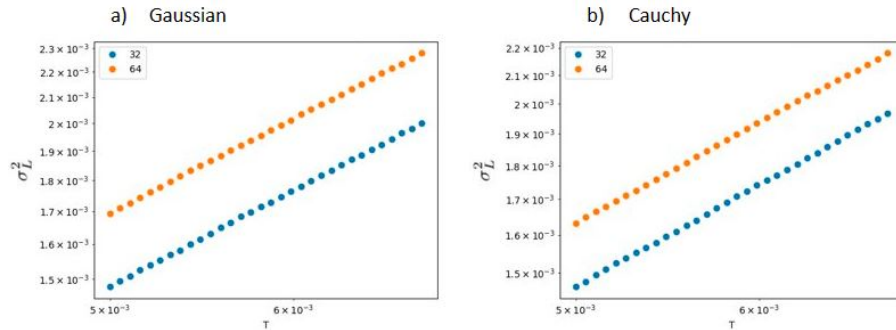 a) Gaussian
2.3 × 10⁻³
2.2 × 10⁻³
2.1 × 10⁻³
2 × 10⁻³
1.9 × 10⁻³
1.8 × 10⁻³
1.7 × 10⁻³
1.6 × 10⁻³
1.5 × 10⁻³
σ²_L
32
64
5 × 10⁻³
6 × 10⁻³
T
b) Cauchy
2.2 × 10⁻³
2.1 × 10⁻³
2 × 10⁻³
1.9 × 10⁻³
1.8 × 10⁻³
1.7 × 10⁻³
1.6 × 10⁻³
1.5 × 10⁻³
σ²_L
32
64
5 × 10⁻³
6 × 10⁻³
T